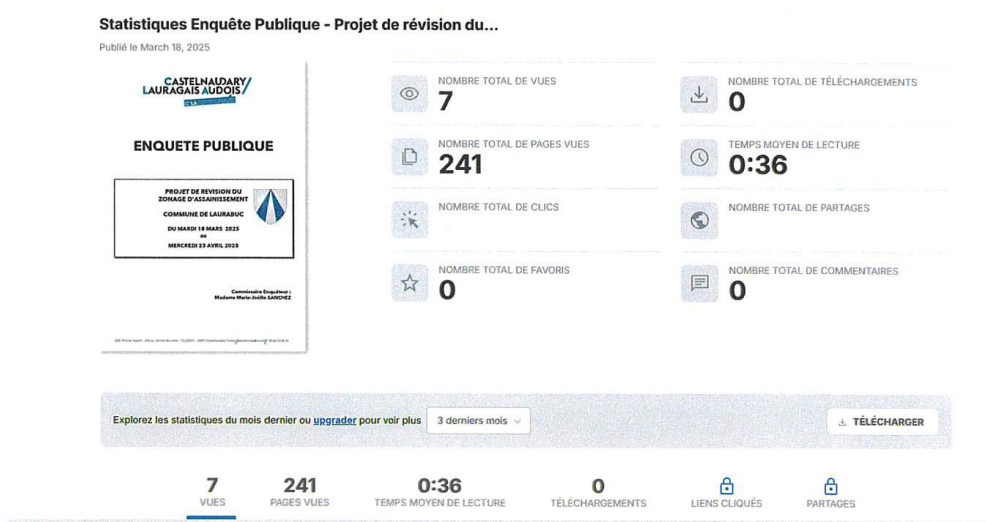 Statistiques Enquête Publique - Projet de révision du...
Publié le March 18, 2025
CASTELNAUDARY
LAURAGAIS AUDOIS
ENQUETE PUBLIQUE
PROJET DE REVISION DU
ZONAGE D'ASSAINISSEMENT
COMMUNE DE LAURABUC
DU MARDI 18 MARS 2025
au
MERCREDI 23 AVRIL 2025
Commissaire Enquêteur :
Madame Marie-Joëlle SANCHEZ
NOMBRE TOTAL DE VUES
7
NOMBRE TOTAL DE TÉLÉCHARGEMENTS
0
NOMBRE TOTAL DE PAGES VUES
241
TEMPS MOYEN DE LECTURE
0:36
NOMBRE TOTAL DE CLICS
NOMBRE TOTAL DE PARTAGES
NOMBRE TOTAL DE FAVORIS
0
NOMBRE TOTAL DE COMMENTAIRES
0
Explorez les statistiques du mois dernier ou upgrader pour voir plus 3 derniers mois
TÉLÉCHARGER
7 241 0:36 0
VUES PAGES VUES TEMPS MOYEN DE LECTURE TÉLÉCHARGEMENTS LIENS CLIQUÉS PARTAGES